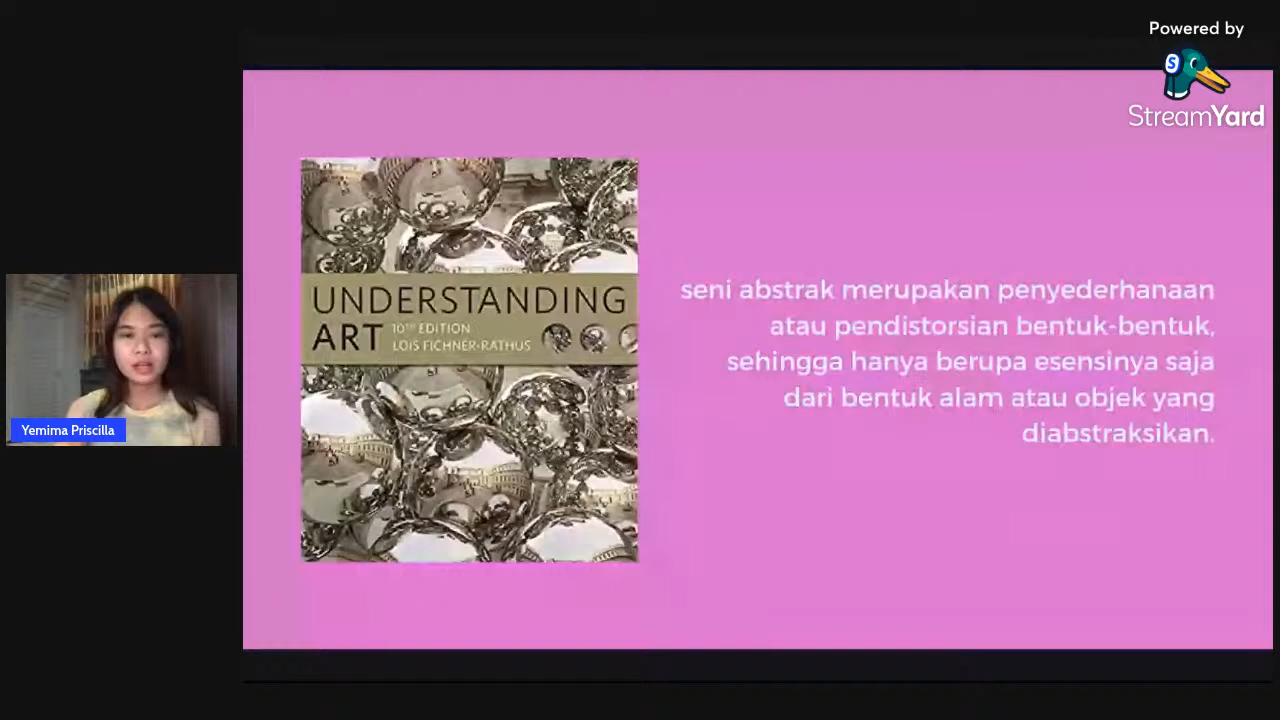 Powered by
StreamYard
UNDERSTANDING
ART 10TH EDITION
LOIS FICHNER-RATHUS
seni abstrak merupakan penyederhanaan
atau pendistorsian bentuk-bentuk,
sehingga hanya berupa esensinya saja
dari bentuk alam atau objek yang
diabstraksikan.
Yemima Priscilla